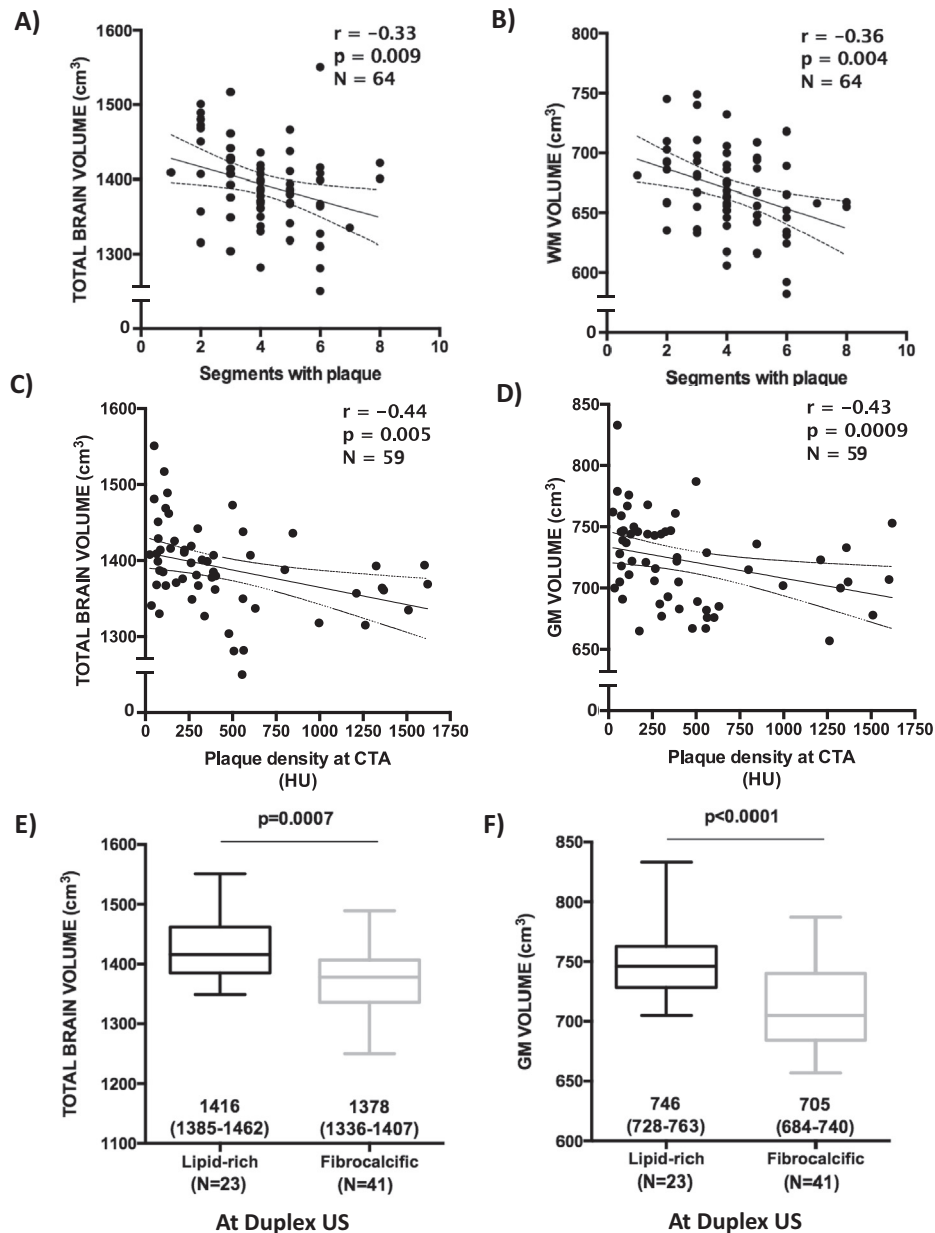 A)
r = −0.33
p = 0.009
N = 64
TOTAL BRAIN VOLUME (cm³)
1600
1500
1400
1300
0
0 2 4 6 8 10
Segments with plaque
B)
r = −0.36
p = 0.004
N = 64
WM VOLUME (cm³)
800
750
700
650
600
0
0 2 4 6 8 10
Segments with plaque
C)
r = −0.44
p = 0.005
N = 59
TOTAL BRAIN VOLUME (cm³)
1600
1500
1400
1300
0
0 250 500 750 1000 1250 1500 1750
Plaque density at CTA
(HU)
D)
r = −0.43
p = 0.0009
N = 59
GM VOLUME (cm³)
850
800
750
700
650
0
0 250 500 750 1000 1250 1500 1750
Plaque density at CTA
(HU)
E)
p=0.0007
TOTAL BRAIN VOLUME (cm³)
1600
1500
1400
1300
1200
1100
1416 1378
(1385-1462) (1336-1407)
Lipid-rich Fibrocalcific
(N=23) (N=41)
At Duplex US
F)
p<0.0001
GM VOLUME (cm³)
850
800
750
700
650
600
746 705
(728-763) (684-740)
Lipid-rich Fibrocalcific
(N=23) (N=41)
At Duplex US